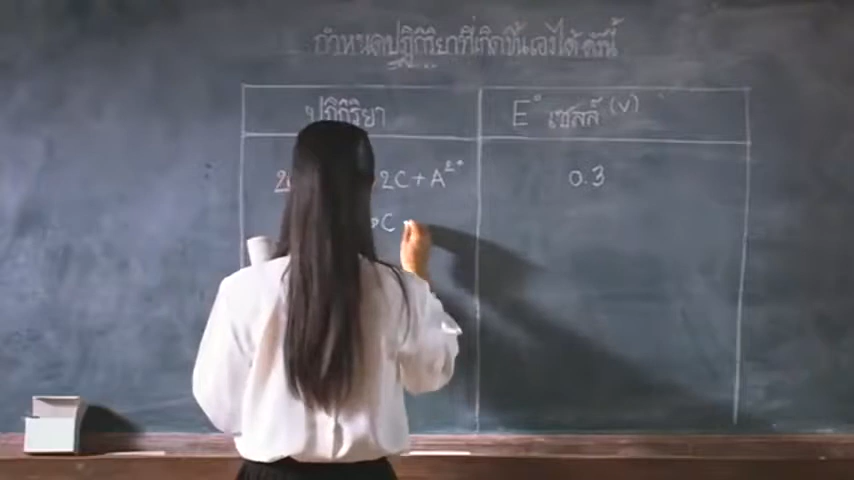 กำหนดปฏิกิริยาที่เกิดขึ้นเองได้ ดังนี้
ปฏิกิริยา E° เซลล์ (V)
2C + A²⁺ 0.3
C